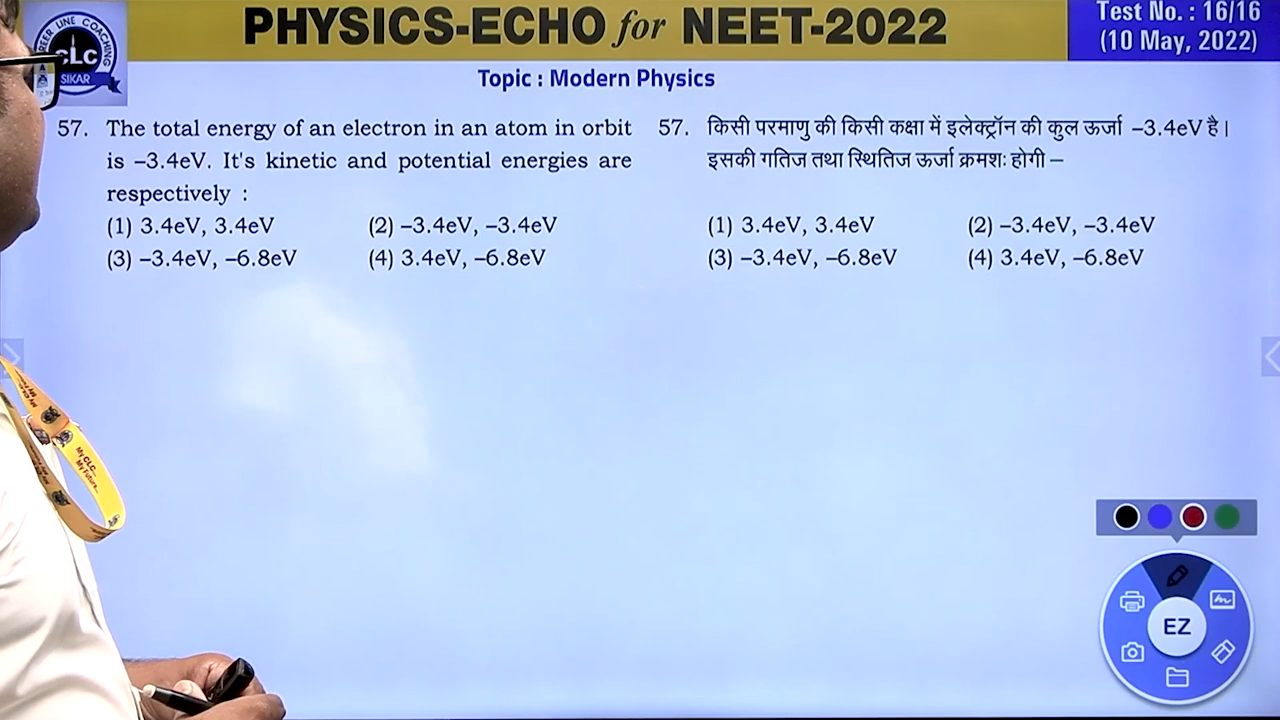 PHYSICS-ECHO for NEET-2022
Test No. : 16/16
(10 May, 2022)
CLC
SIKAR
Topic : Modern Physics
57. The total energy of an electron in an atom in orbit
is –3.4eV. It's kinetic and potential energies are
respectively :
(1) 3.4eV, 3.4eV (2) –3.4eV, –3.4eV
(3) –3.4eV, –6.8eV (4) 3.4eV, –6.8eV
57. किसी परमाणु की किसी कक्षा में इलेक्ट्रॉन की कुल ऊर्जा –3.4eV है।
इसकी गतिज तथा स्थितिज ऊर्जा क्रमशः होगी –
(1) 3.4eV, 3.4eV (2) –3.4eV, –3.4eV
(3) –3.4eV, –6.8eV (4) 3.4eV, –6.8eV
My CLC...
My Future...
EZ